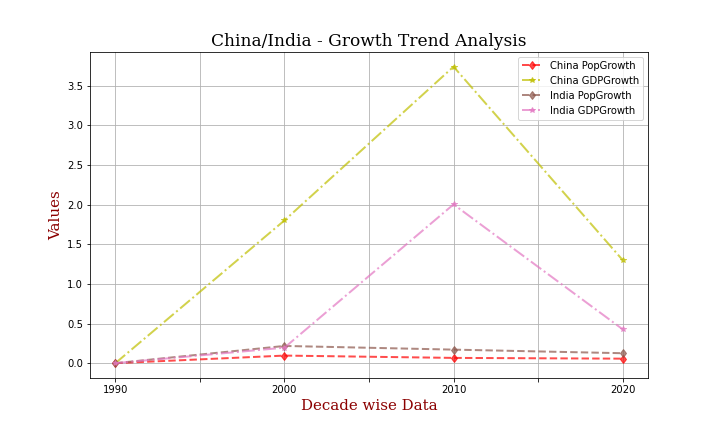 China/India - Growth Trend Analysis
China PopGrowth
China GDPGrowth
India PopGrowth
India GDPGrowth
Values
3.5
3.0
2.5
2.0
1.5
1.0
0.5
0.0
1990 2000 2010 2020
Decade wise Data